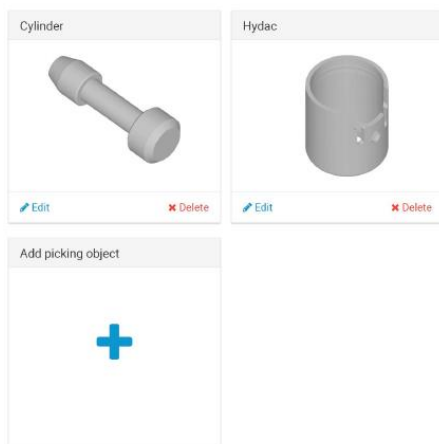 Cylinder
Hydac
Edit
Delete
Edit
Delete
Add picking object